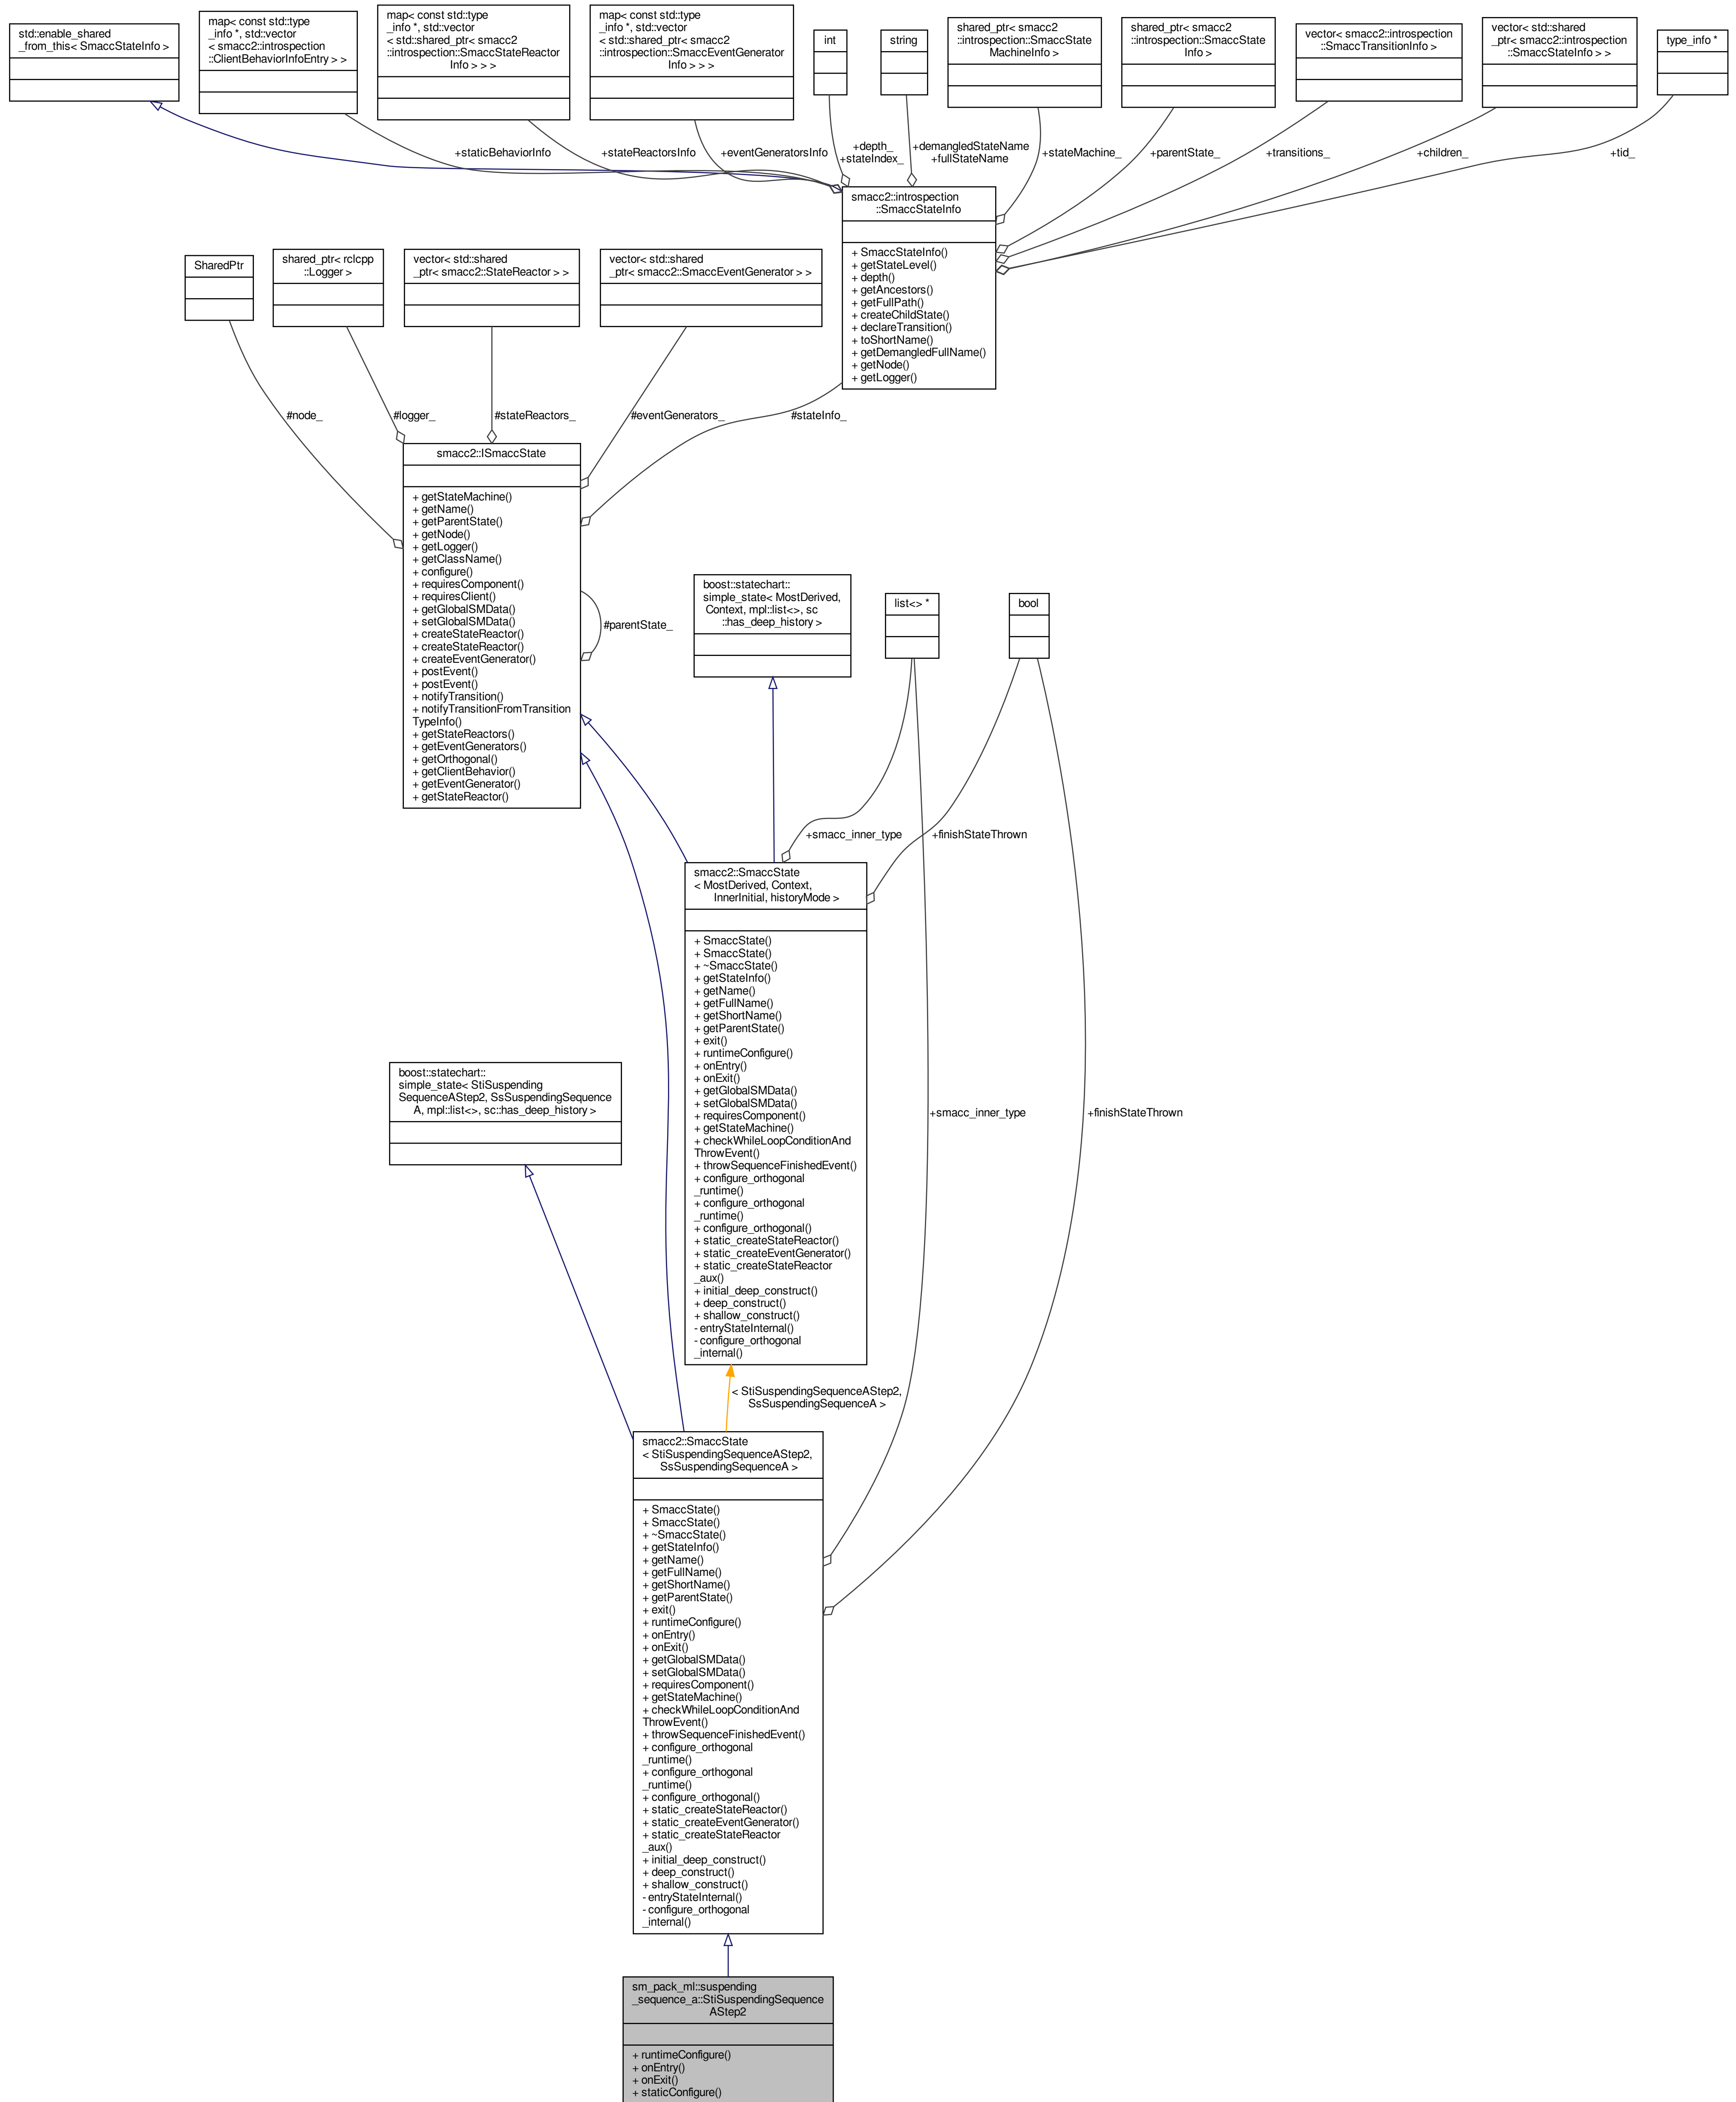 std::enable_shared
_from_this< SmaccStateInfo >
map< const std::type
_info *, std::vector
< smacc2::introspection
::ClientBehaviorInfoEntry > >
map< const std::type
_info *, std::vector
< std::shared_ptr< smacc2
::introspection::SmaccStateReactor
Info > > >
map< const std::type
_info *, std::vector
< std::shared_ptr< smacc2
::introspection::SmaccEventGenerator
Info > > >
int
string
shared_ptr< smacc2
::introspection::SmaccState
MachineInfo >
shared_ptr< smacc2
::introspection::SmaccState
Info >
vector< smacc2::introspection
::SmaccTransitionInfo >
vector< std::shared
_ptr< smacc2::introspection
::SmaccStateInfo > >
type_info *
+staticBehaviorInfo
+stateReactorsInfo
+eventGeneratorsInfo
+depth_
+stateIndex_
+demangledStateName
+fullStateName
+stateMachine_
+parentState_
+transitions_
+children_
+tid_
smacc2::introspection
::SmaccStateInfo
+ SmaccStateInfo()
+ getStateLevel()
+ depth()
+ getAncestors()
+ getFullPath()
+ createChildState()
+ declareTransition()
+ toShortName()
+ getDemangledFullName()
+ getNode()
+ getLogger()
SharedPtr
shared_ptr< rclcpp
::Logger >
vector< std::shared
_ptr< smacc2::StateReactor > >
vector< std::shared
_ptr< smacc2::SmaccEventGenerator > >
#node_
#logger_
#stateReactors_
#eventGenerators_
#stateInfo_
smacc2::ISmaccState
+ getStateMachine()
+ getName()
+ getParentState()
+ getNode()
+ getLogger()
+ getClassName()
+ configure()
+ requiresComponent()
+ requiresClient()
+ getGlobalSMData()
+ setGlobalSMData()
+ createStateReactor()
+ createStateReactor()
+ createEventGenerator()
+ postEvent()
+ postEvent()
+ notifyTransition()
+ notifyTransitionFromTransition
TypeInfo()
+ getStateReactors()
+ getEventGenerators()
+ getOrthogonal()
+ getClientBehavior()
+ getEventGenerator()
+ getStateReactor()
#parentState_
boost::statechart::
simple_state< MostDerived,
Context, mpl::list<>, sc
::has_deep_history >
list<> *
bool
+smacc_inner_type
+finishStateThrown
smacc2::SmaccState
< MostDerived, Context,
InnerInitial, historyMode >
+ SmaccState()
+ SmaccState()
+ ~SmaccState()
+ getStateInfo()
+ getName()
+ getFullName()
+ getShortName()
+ getParentState()
+ exit()
+ runtimeConfigure()
+ onEntry()
+ onExit()
+ getGlobalSMData()
+ setGlobalSMData()
+ requiresComponent()
+ getStateMachine()
+ checkWhileLoopConditionAnd
ThrowEvent()
+ throwSequenceFinishedEvent()
+ configure_orthogonal
_runtime()
+ configure_orthogonal
_runtime()
+ configure_orthogonal()
+ static_createStateReactor()
+ static_createEventGenerator()
+ static_createStateReactor
_aux()
+ initial_deep_construct()
+ deep_construct()
+ shallow_construct()
- entryStateInternal()
- configure_orthogonal
_internal()
boost::statechart::
simple_state< StiSuspending
SequenceAStep2, SsSuspendingSequence
A, mpl::list<>, sc::has_deep_history >
+smacc_inner_type
+finishStateThrown
< StiSuspendingSequenceAStep2,
SsSuspendingSequenceA >
smacc2::SmaccState
< StiSuspendingSequenceAStep2,
SsSuspendingSequenceA >
+ SmaccState()
+ SmaccState()
+ ~SmaccState()
+ getStateInfo()
+ getName()
+ getFullName()
+ getShortName()
+ getParentState()
+ exit()
+ runtimeConfigure()
+ onEntry()
+ onExit()
+ getGlobalSMData()
+ setGlobalSMData()
+ requiresComponent()
+ getStateMachine()
+ checkWhileLoopConditionAnd
ThrowEvent()
+ throwSequenceFinishedEvent()
+ configure_orthogonal
_runtime()
+ configure_orthogonal
_runtime()
+ configure_orthogonal()
+ static_createStateReactor()
+ static_createEventGenerator()
+ static_createStateReactor
_aux()
+ initial_deep_construct()
+ deep_construct()
+ shallow_construct()
- entryStateInternal()
- configure_orthogonal
_internal()
sm_pack_ml::suspending
_sequence_a::StiSuspendingSequence
AStep2
+ runtimeConfigure()
+ onEntry()
+ onExit()
+ staticConfigure()